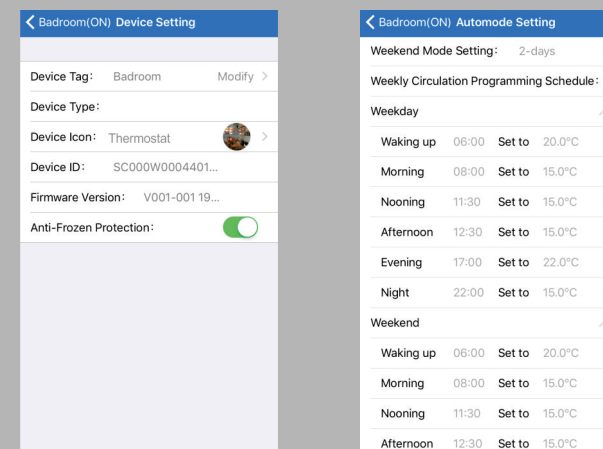 Badroom(ON) Device Setting
Device Tag: Badroom Modify
Device Type:
Device Icon: Thermostat
Device ID: SC000W0004401...
Firmware Version: V001-001 19...
Anti-Frozen Protection:
Badroom(ON) Automode Setting
Weekend Mode Setting: 2-days
Weekly Circulation Programming Schedule:
Weekday
Waking up 06:00 Set to 20.0°C
Morning 08:00 Set to 15.0°C
Nooning 11:30 Set to 15.0°C
Afternoon 12:30 Set to 15.0°C
Evening 17:00 Set to 22.0°C
Night 22:00 Set to 15.0°C
Weekend
Waking up 06:00 Set to 20.0°C
Morning 08:00 Set to 15.0°C
Nooning 11:30 Set to 15.0°C
Afternoon 12:30 Set to 15.0°C